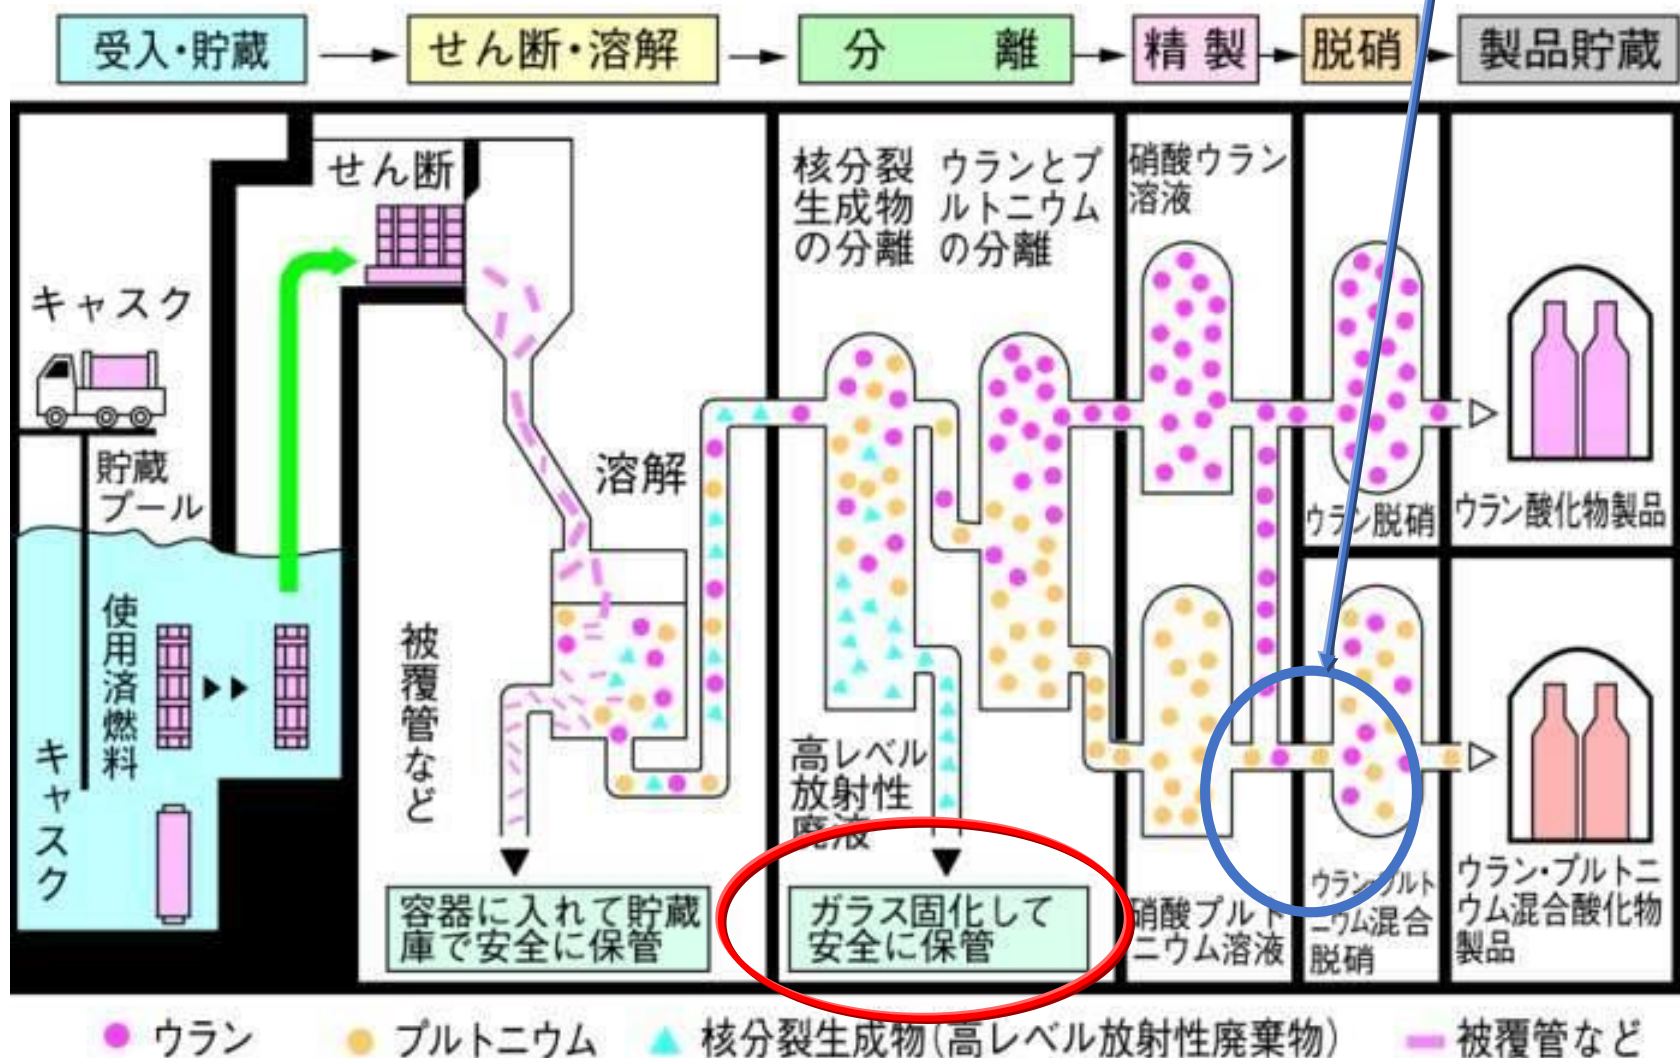 受入・貯蔵
せん断・溶解
分 離
精製
脱硝
製品貯蔵
せん断
キャスク
貯蔵
プール
使用済燃料
キャスク
溶解
被覆管など
容器に入れて貯蔵
庫で安全に保管
核分裂
生成物
の分離
ウランとプ
ルトニウム
の分離
高レベル
放射性
廃液
ガラス固化して
安全に保管
硝酸ウラン
溶液
硝酸プルト
ニウム溶液
ウラン脱硝
ウラン・プルト
ニウム混合
脱硝
ウラン酸化物製品
ウラン・プルトニ
ウム混合酸化物
製品
ウラン
プルトニウム
核分裂生成物(高レベル放射性廃棄物)
被覆管など